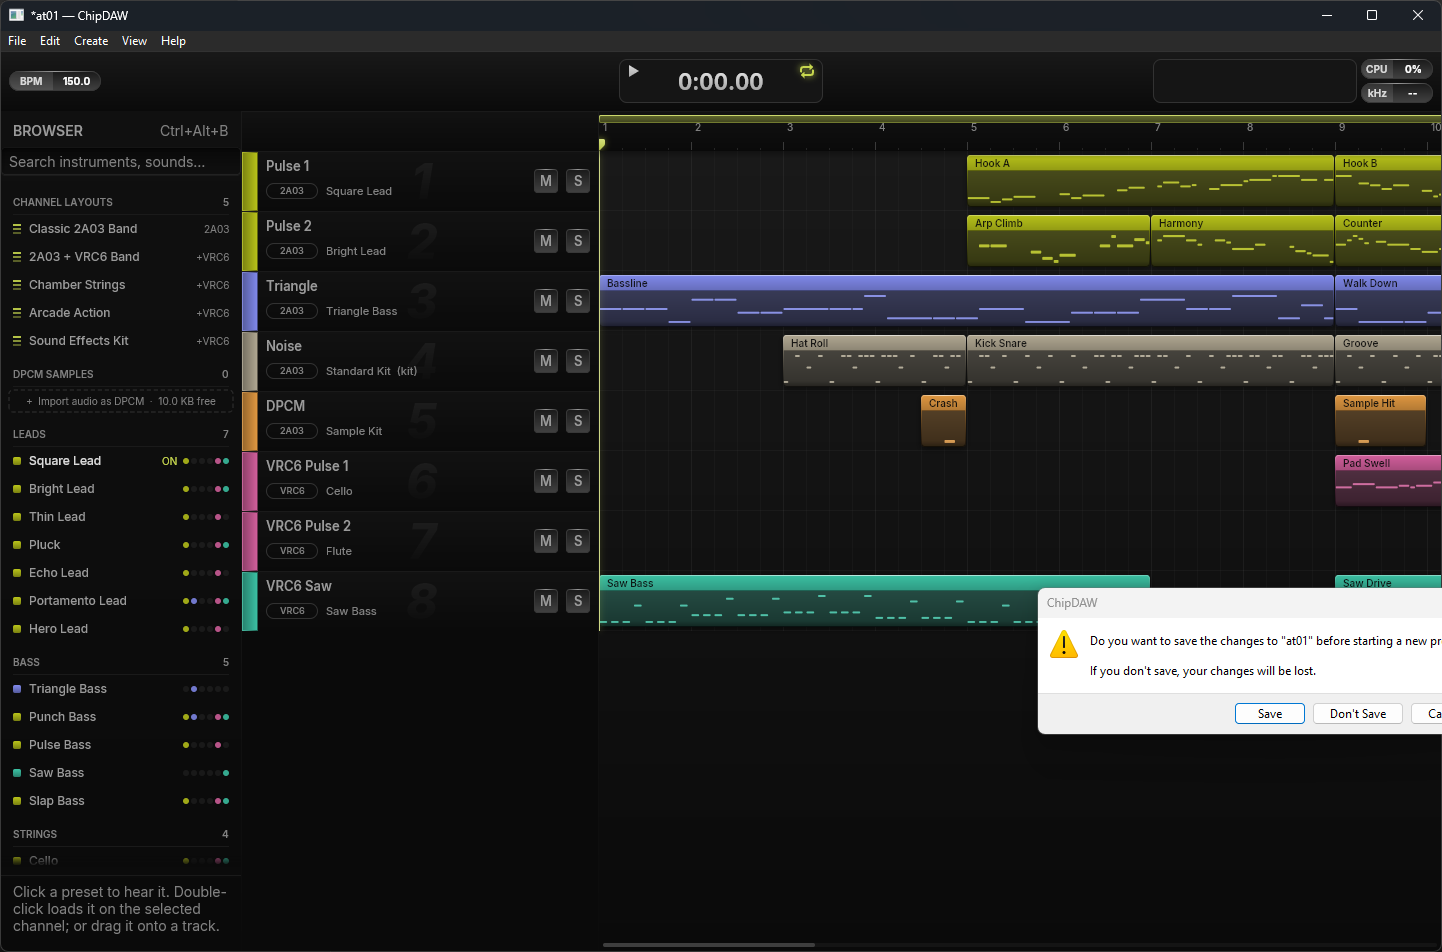 *at01 — ChipDAW
File Edit Create View Help
BPM 150.0
0:00.00
CPU 0%
kHz --
BROWSER Ctrl+Alt+B
Search instruments, sounds...
CHANNEL LAYOUTS 5
Classic 2A03 Band 2A03
2A03 + VRC6 Band +VRC6
Chamber Strings +VRC6
Arcade Action +VRC6
Sound Effects Kit +VRC6
DPCM SAMPLES 0
+ Import audio as DPCM · 10.0 KB free
LEADS 7
Square Lead ON
Bright Lead
Thin Lead
Pluck
Echo Lead
Portamento Lead
Hero Lead
BASS 5
Triangle Bass
Punch Bass
Pulse Bass
Saw Bass
Slap Bass
STRINGS 4
Cello
Click a preset to hear it. Double-
click loads it on the selected
channel; or drag it onto a track.
1 2 3 4 5 6 7 8 9 10
Pulse 1 1 M S
2A03 Square Lead
Hook A Hook B
Pulse 2 2 M S
2A03 Bright Lead
Arp Climb Harmony Counter
Triangle 3 M S
2A03 Triangle Bass
Bassline Walk Down
Noise 4 M S
2A03 Standard Kit (kit)
Hat Roll Kick Snare Groove
DPCM 5 M S
2A03 Sample Kit
Crash Sample Hit
VRC6 Pulse 1 6 M S
VRC6 Cello
Pad Swell
VRC6 Pulse 2 7 M S
VRC6 Flute
VRC6 Saw 8 M S
VRC6 Saw Bass
Saw Bass Saw Drive
ChipDAW
Do you want to save the changes to "at01" before starting a new pr
If you don't save, your changes will be lost.
Save Don't Save Ca